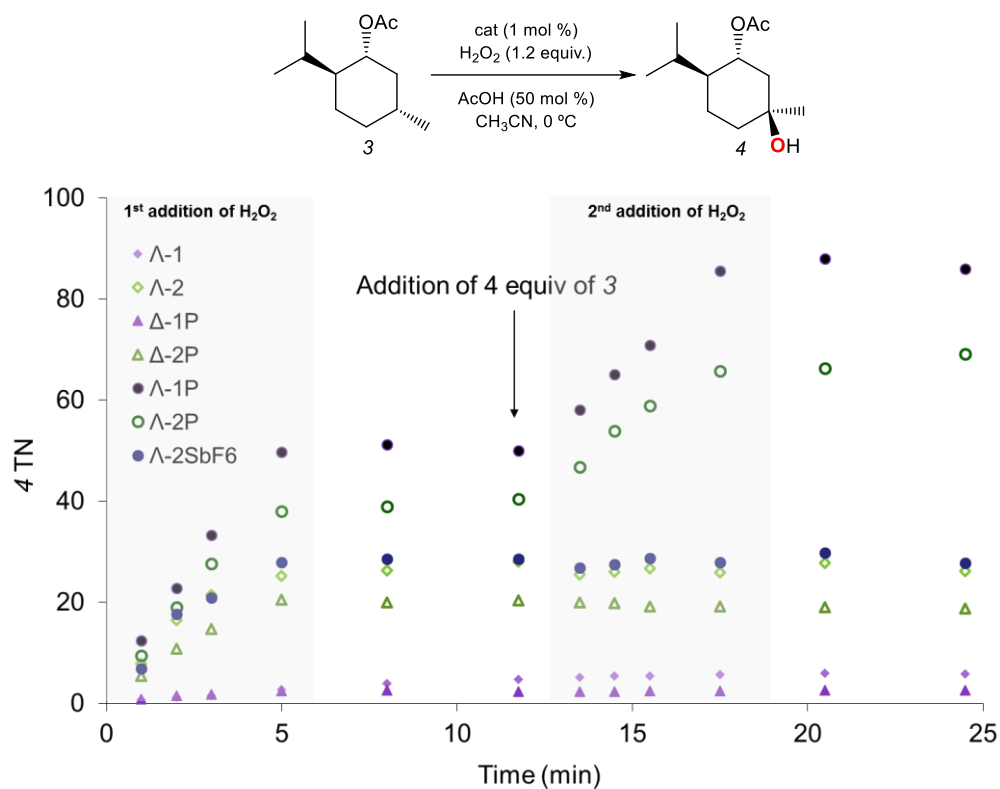 OAc
3
cat (1 mol %)
H₂O₂ (1.2 equiv.)
AcOH (50 mol %)
CH₃CN, 0 ºC
OAc
OH
4
100
80
60
40
20
0
4 TN
1st addition of H₂O₂
2nd addition of H₂O₂
Λ-1
Λ-2
Δ-1P
Δ-2P
Λ-1P
Λ-2P
Λ-2SbF6
Addition of 4 equiv of 3
0 5 10 15 20 25
Time (min)